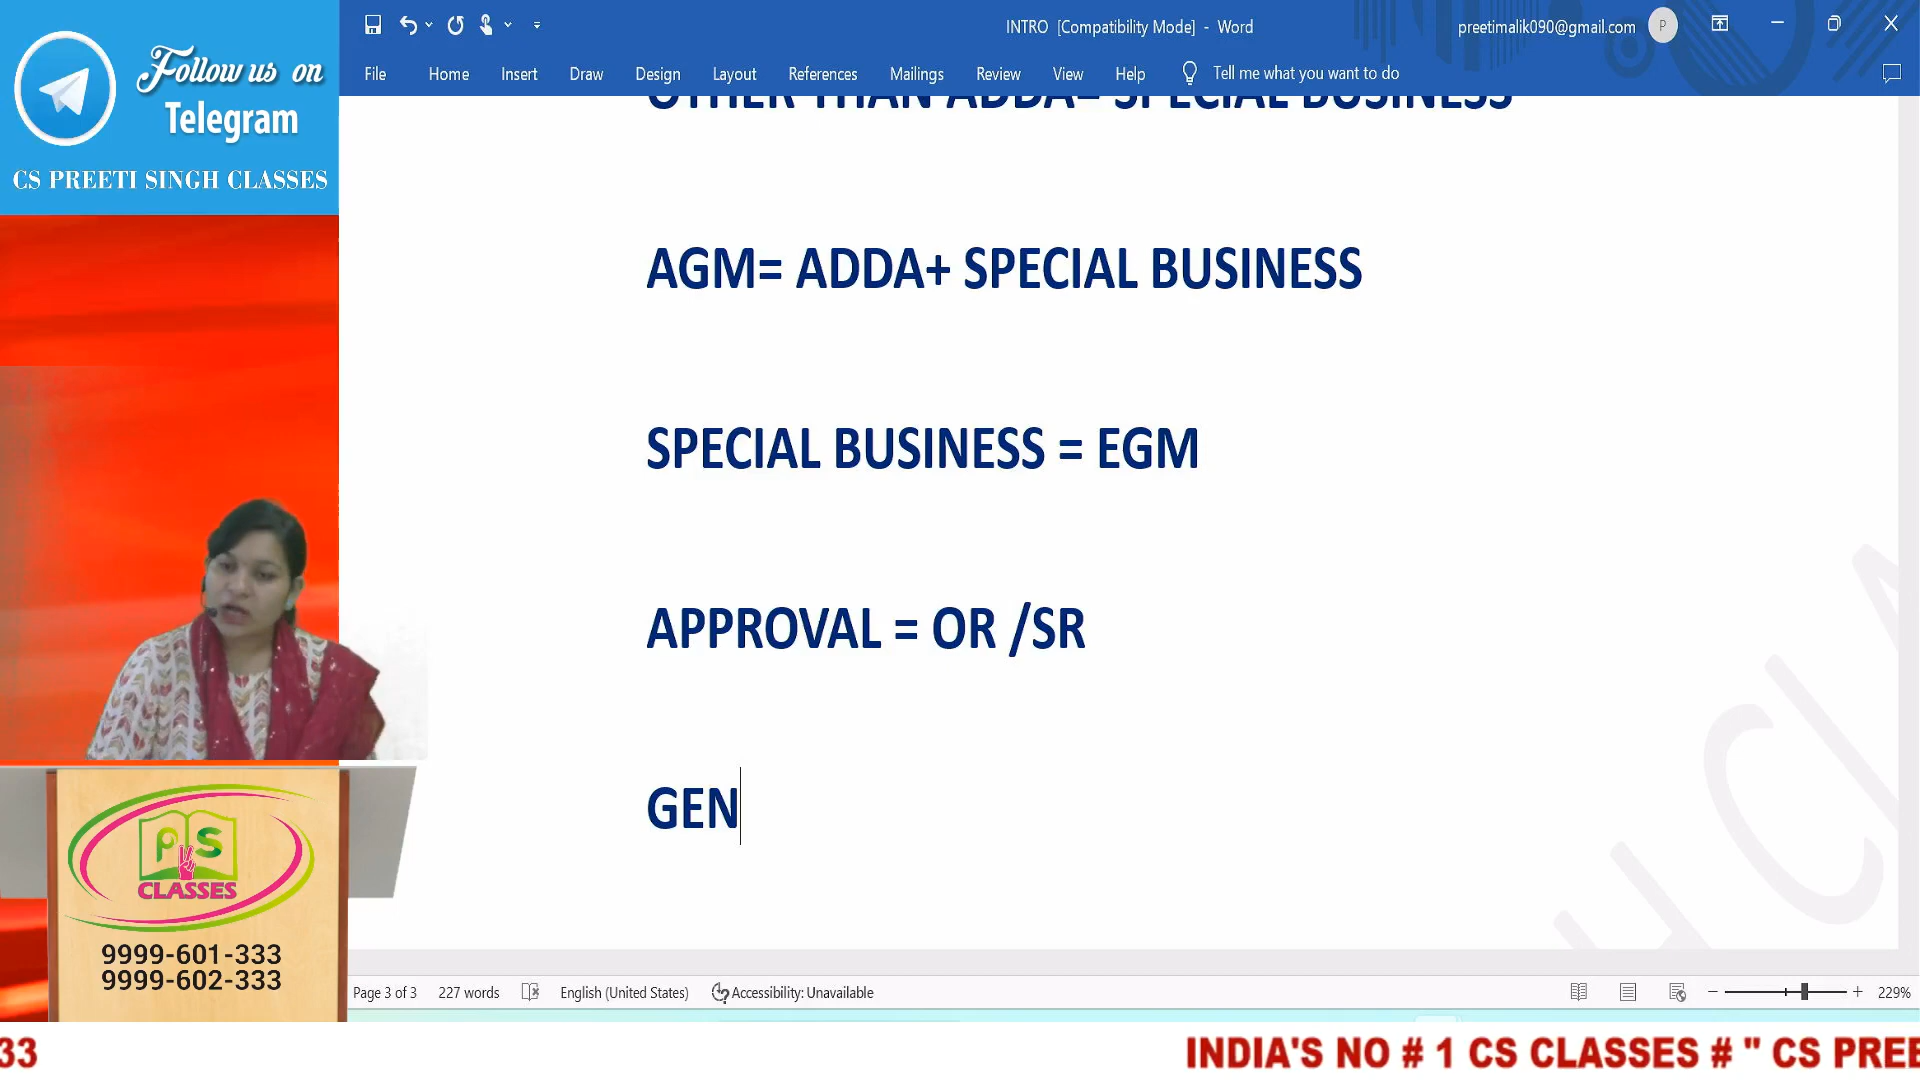 Follow us on
Telegram
CS PREETI SINGH CLASSES
INTRO [Compatibility Mode] - Word
preetimalik090@gmail.com
P
File Home Insert Draw Design Layout References Mailings Review View Help Tell me what you want to do
OTHER THAN ADDA= SPECIAL BUSINESS
AGM= ADDA+ SPECIAL BUSINESS
SPECIAL BUSINESS = EGM
APPROVAL = OR /SR
GEN
H CLA
PS
CLASSES
9999-601-333
9999-602-333
Page 3 of 3 227 words English (United States) Accessibility: Unavailable
229%
33 INDIA'S NO # 1 CS CLASSES # " CS PREE